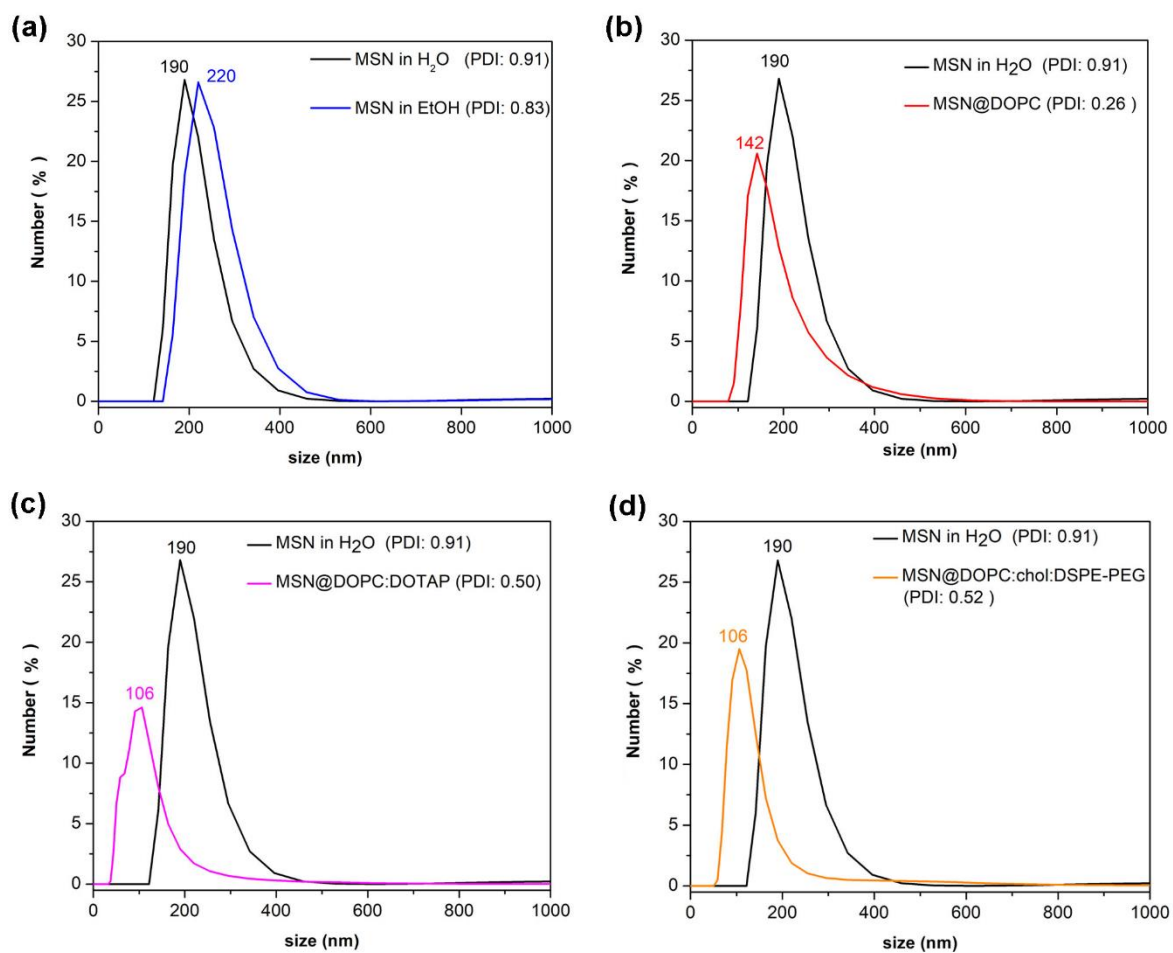 (a)
30
25
20
15
10
5
0
Number ( % )
0 200 400 600 800 1000
size (nm)
190
220
MSN in H₂O (PDI: 0.91)
MSN in EtOH (PDI: 0.83)
(b)
30
25
20
15
10
5
0
Number ( % )
0 200 400 600 800 1000
size (nm)
190
142
MSN in H2O (PDI: 0.91)
MSN@DOPC (PDI: 0.26 )
(c)
30
25
20
15
10
5
0
Number ( % )
0 200 400 600 800 1000
size (nm)
190
106
MSN in H2O (PDI: 0.91)
MSN@DOPC:DOTAP (PDI: 0.50)
(d)
30
25
20
15
10
5
0
Number ( % )
0 200 400 600 800 1000
size (nm)
190
106
MSN in H2O (PDI: 0.91)
MSN@DOPC:chol:DSPE-PEG
(PDI: 0.52 )